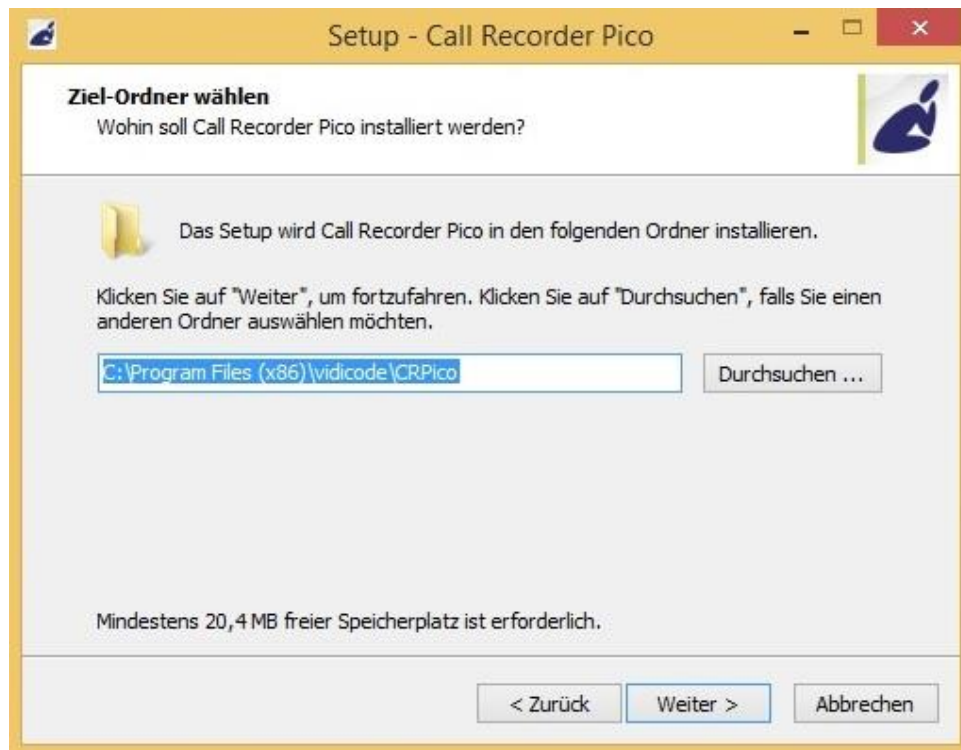 Setup - Call Recorder Pico
Ziel-Ordner wählen
Wohin soll Call Recorder Pico installiert werden?
Das Setup wird Call Recorder Pico in den folgenden Ordner installieren.
Klicken Sie auf "Weiter", um fortzufahren. Klicken Sie auf "Durchsuchen", falls Sie einen
anderen Ordner auswählen möchten.
C:\Program Files (x86)\vidicode\CRPico
Durchsuchen ...
Mindestens 20,4 MB freier Speicherplatz ist erforderlich.
< Zurück
Weiter >
Abbrechen